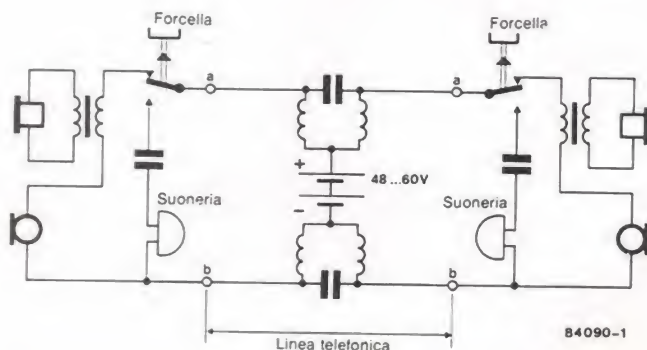 Forcella
Forcella
a
a
+
48...60V
Suoneria
Suoneria
–
b
b
84090-1
Linea telefonica